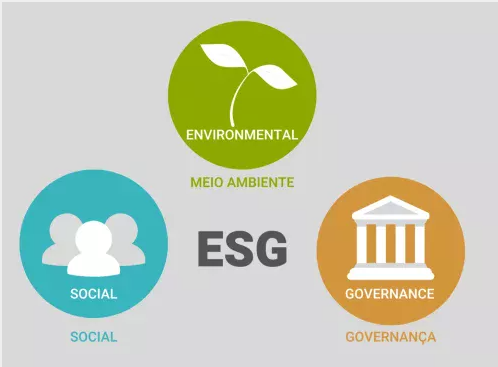 ENVIRONMENTAL
MEIO AMBIENTE
ESG
SOCIAL
SOCIAL
GOVERNANCE
GOVERNANÇA